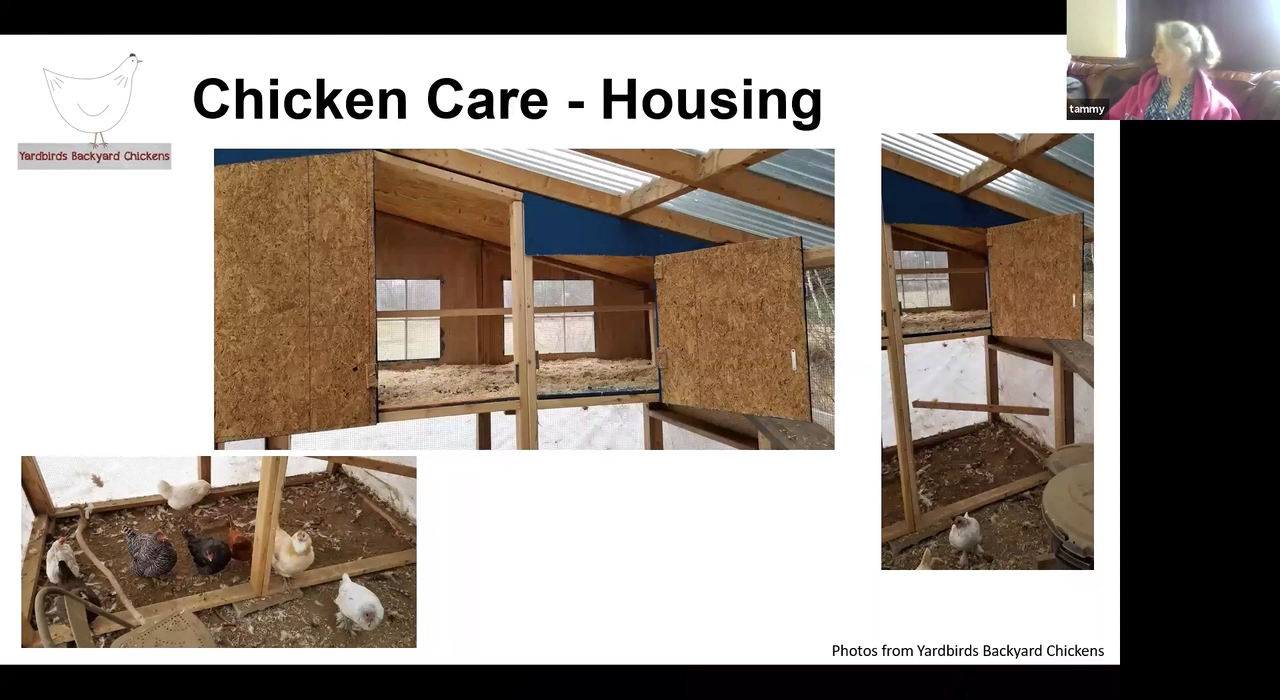 Chicken Care - Housing
tammy
Yardbirds Backyard Chickens
Photos from Yardbirds Backyard Chickens